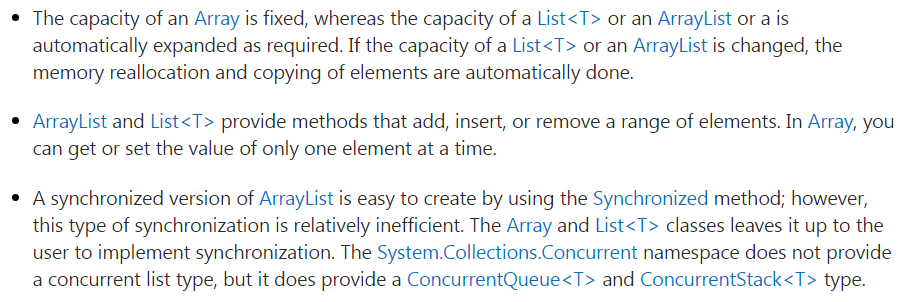 • The capacity of an Array is fixed, whereas the capacity of a List<T> or an ArrayList or a is
automatically expanded as required. If the capacity of a List<T> or an ArrayList is changed, the
memory reallocation and copying of elements are automatically done.
• ArrayList and List<T> provide methods that add, insert, or remove a range of elements. In Array, you
can get or set the value of only one element at a time.
• A synchronized version of ArrayList is easy to create by using the Synchronized method; however,
this type of synchronization is relatively inefficient. The Array and List<T> classes leaves it up to the
user to implement synchronization. The System.Collections.Concurrent namespace does not provide
a concurrent list type, but it does provide a ConcurrentQueue<T> and ConcurrentStack<T> type.